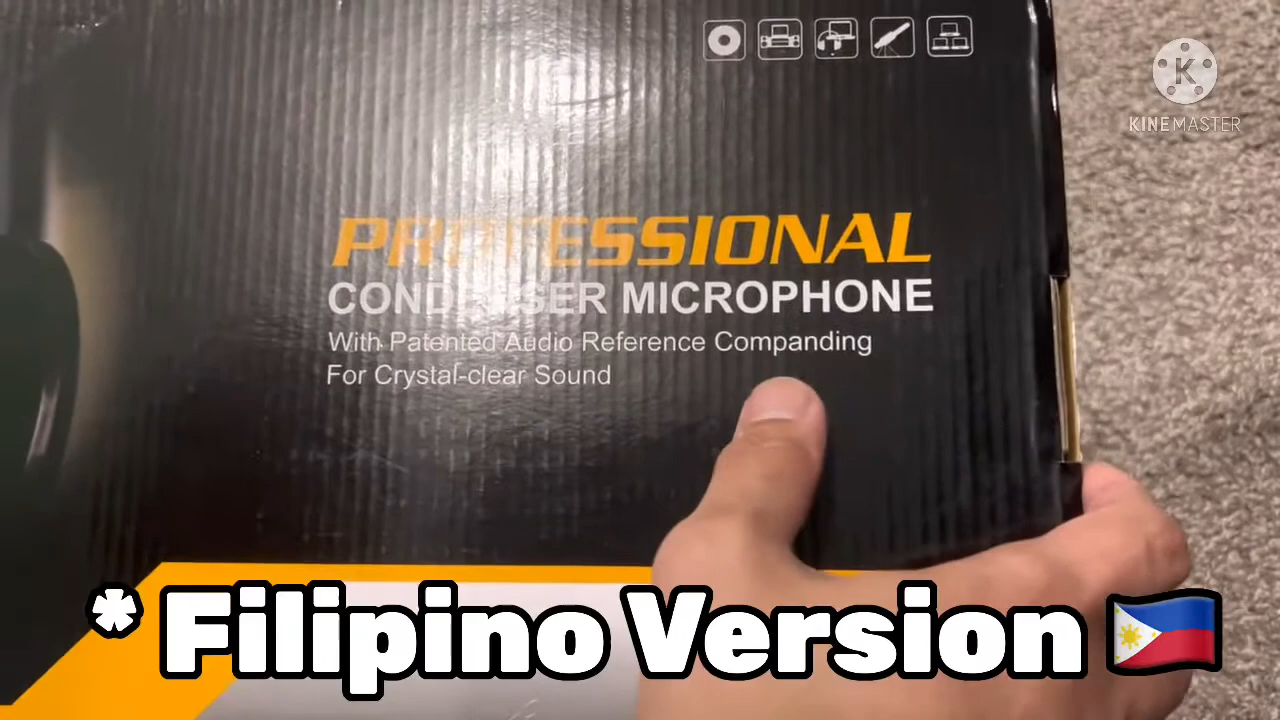 KINEMASTER
PROFESSIONAL
CONDENSER MICROPHONE
With Patented Audio Reference Companding
For Crystal-clear Sound
* Filipino Version 🇵🇭